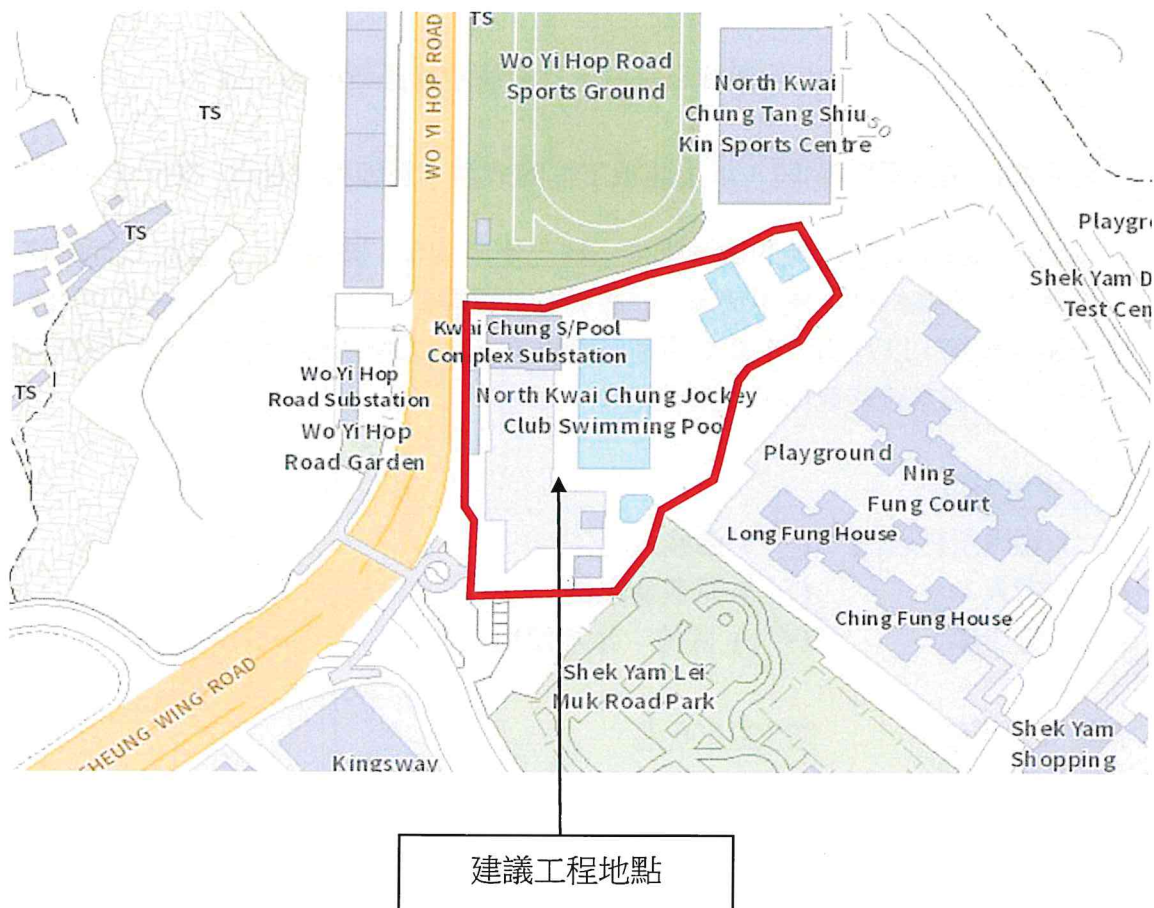 TS
WO YI HOP ROAD
Wo Yi Hop Road
Sports Ground
North Kwai
Chung Tang Shiu
Kin Sports Centre
50
TS
TS
TS
Kwai Chung S/Pool
Complex Substation
Wo Yi Hop
Road Substation
Wo Yi Hop
Road Garden
North Kwai Chung Jockey
Club Swimming Pool
Playground
Ning
Fung Court
Long Fung House
Ching Fung House
Shek Yam D
Test Cen
Shek Yam Lei
Muk Road Park
CHEUNG WING ROAD
Kingsway
Shek Yam
Shopping
建議工程地點